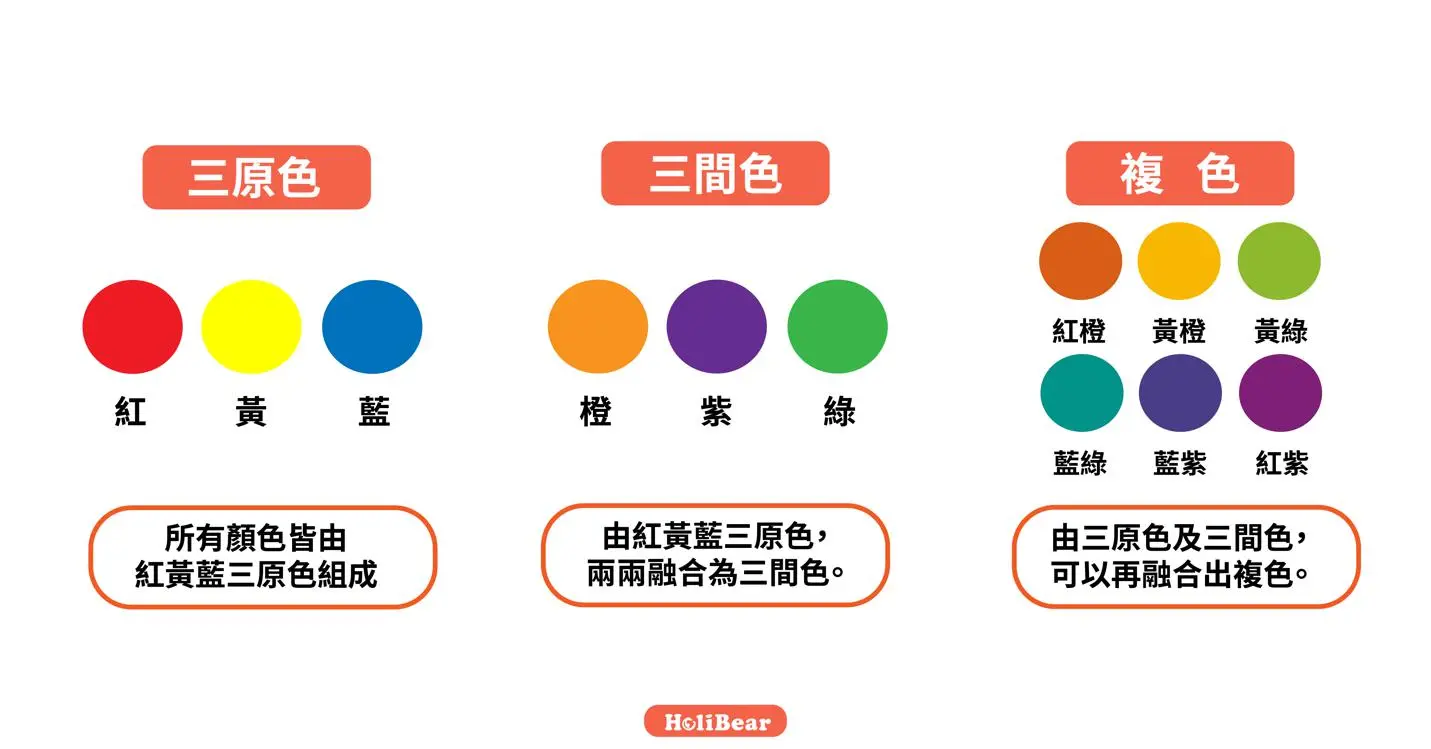 三原色
紅 黃 藍
所有顏色皆由
紅黃藍三原色組成
三間色
橙 紫 綠
由紅黃藍三原色，
兩兩融合為三間色。
複 色
紅橙 黃橙 黃綠
藍綠 藍紫 紅紫
由三原色及三間色，
可以再融合出複色。
HoliBear